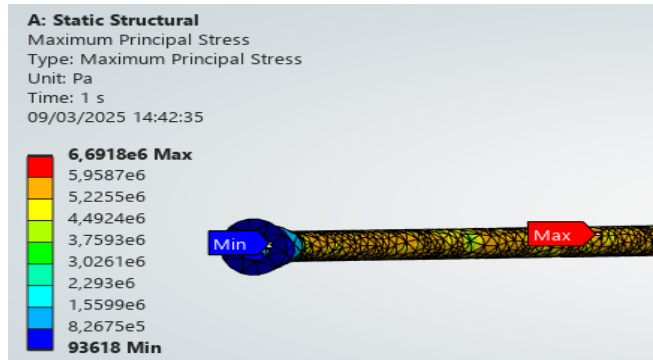 A: Static Structural
Maximum Principal Stress
Type: Maximum Principal Stress
Unit: Pa
Time: 1 s
09/03/2025 14:42:35
6,6918e6 Max
5,9587e6
5,2255e6
4,4924e6
3,7593e6
3,0261e6
2,293e6
1,5599e6
8,2675e5
93618 Min
Min
Max